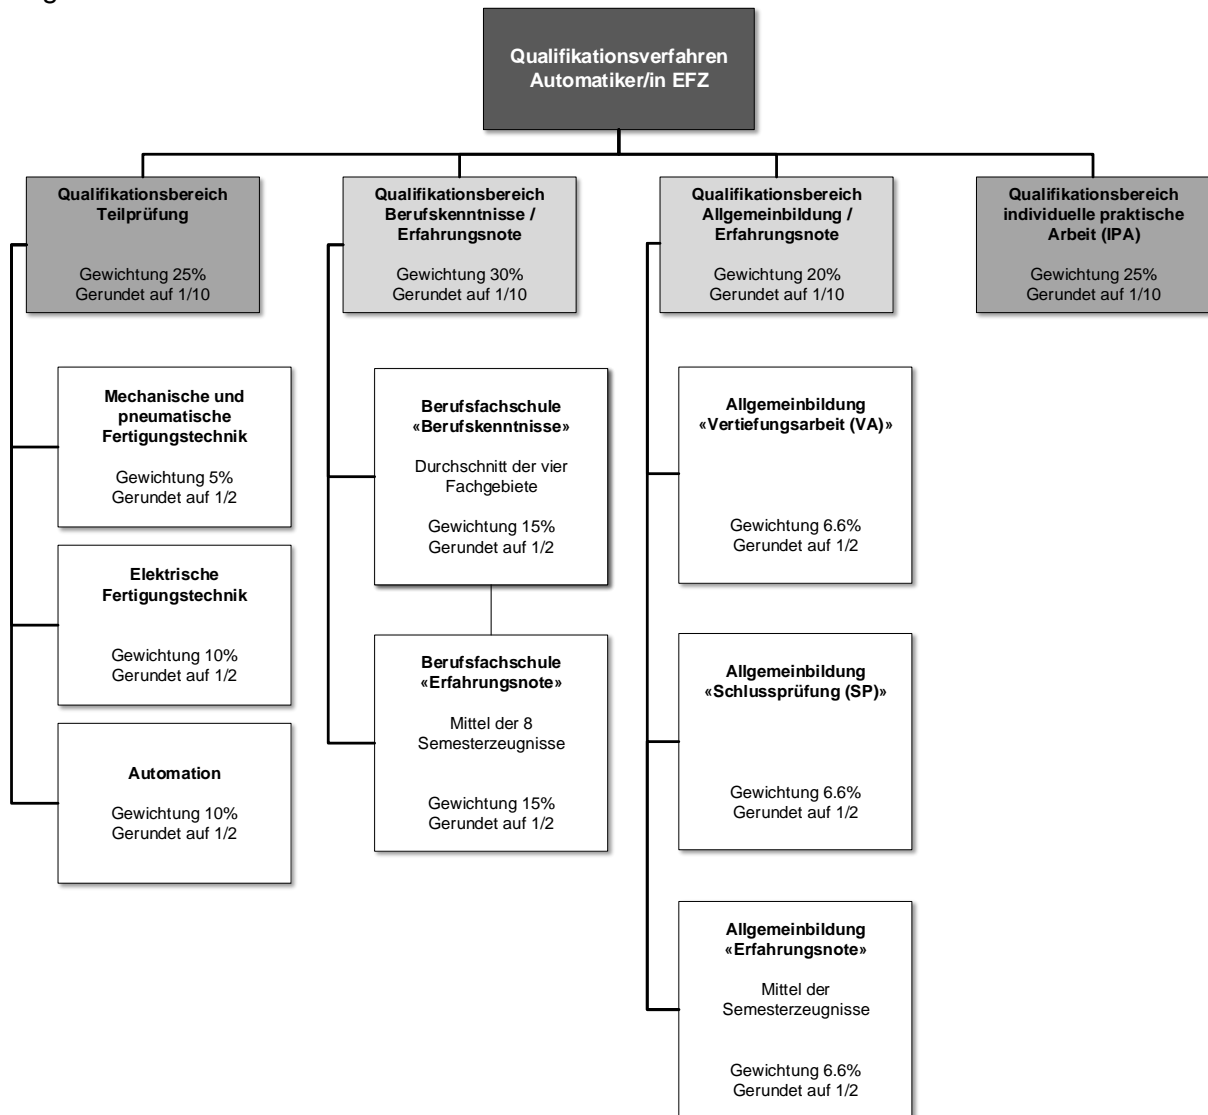 Qualifikationsverfahren
Automatiker/in EFZ
Qualifikationsbereich
Teilprüfung
Gewichtung 25%
Gerundet auf 1/10
Qualifikationsbereich
Berufskenntnisse /
Erfahrungsnote
Gewichtung 30%
Gerundet auf 1/10
Qualifikationsbereich
Allgemeinbildung /
Erfahrungsnote
Gewichtung 20%
Gerundet auf 1/10
Qualifikationsbereich
individuelle praktische
Arbeit (IPA)
Gewichtung 25%
Gerundet auf 1/10
Mechanische und
pneumatische
Fertigungstechnik
Gewichtung 5%
Gerundet auf 1/2
Elektrische
Fertigungstechnik
Gewichtung 10%
Gerundet auf 1/2
Automation
Gewichtung 10%
Gerundet auf 1/2
Berufsfachschule
«Berufskenntnisse»
Durchschnitt der vier
Fachgebiete
Gewichtung 15%
Gerundet auf 1/2
Berufsfachschule
«Erfahrungsnote»
Mittel der 8
Semesterzeugnisse
Gewichtung 15%
Gerundet auf 1/2
Allgemeinbildung
«Vertiefungsarbeit (VA)»
Gewichtung 6.6%
Gerundet auf 1/2
Allgemeinbildung
«Schlussprüfung (SP)»
Gewichtung 6.6%
Gerundet auf 1/2
Allgemeinbildung
«Erfahrungsnote»
Mittel der
Semesterzeugnisse
Gewichtung 6.6%
Gerundet auf 1/2